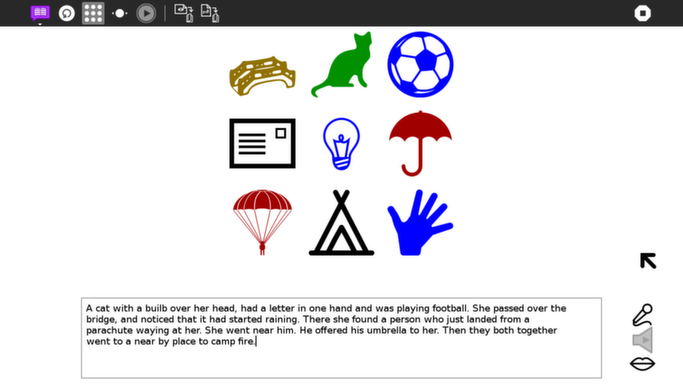 A cat with a builb over her head, had a letter in one hand and was playing football. She passed over the
bridge, and noticed that it had started raining. There she found a person who just landed from a
parachute waying at her. She went near him. He offered his umbrella to her. Then they both together
went to a near by place to camp fire.